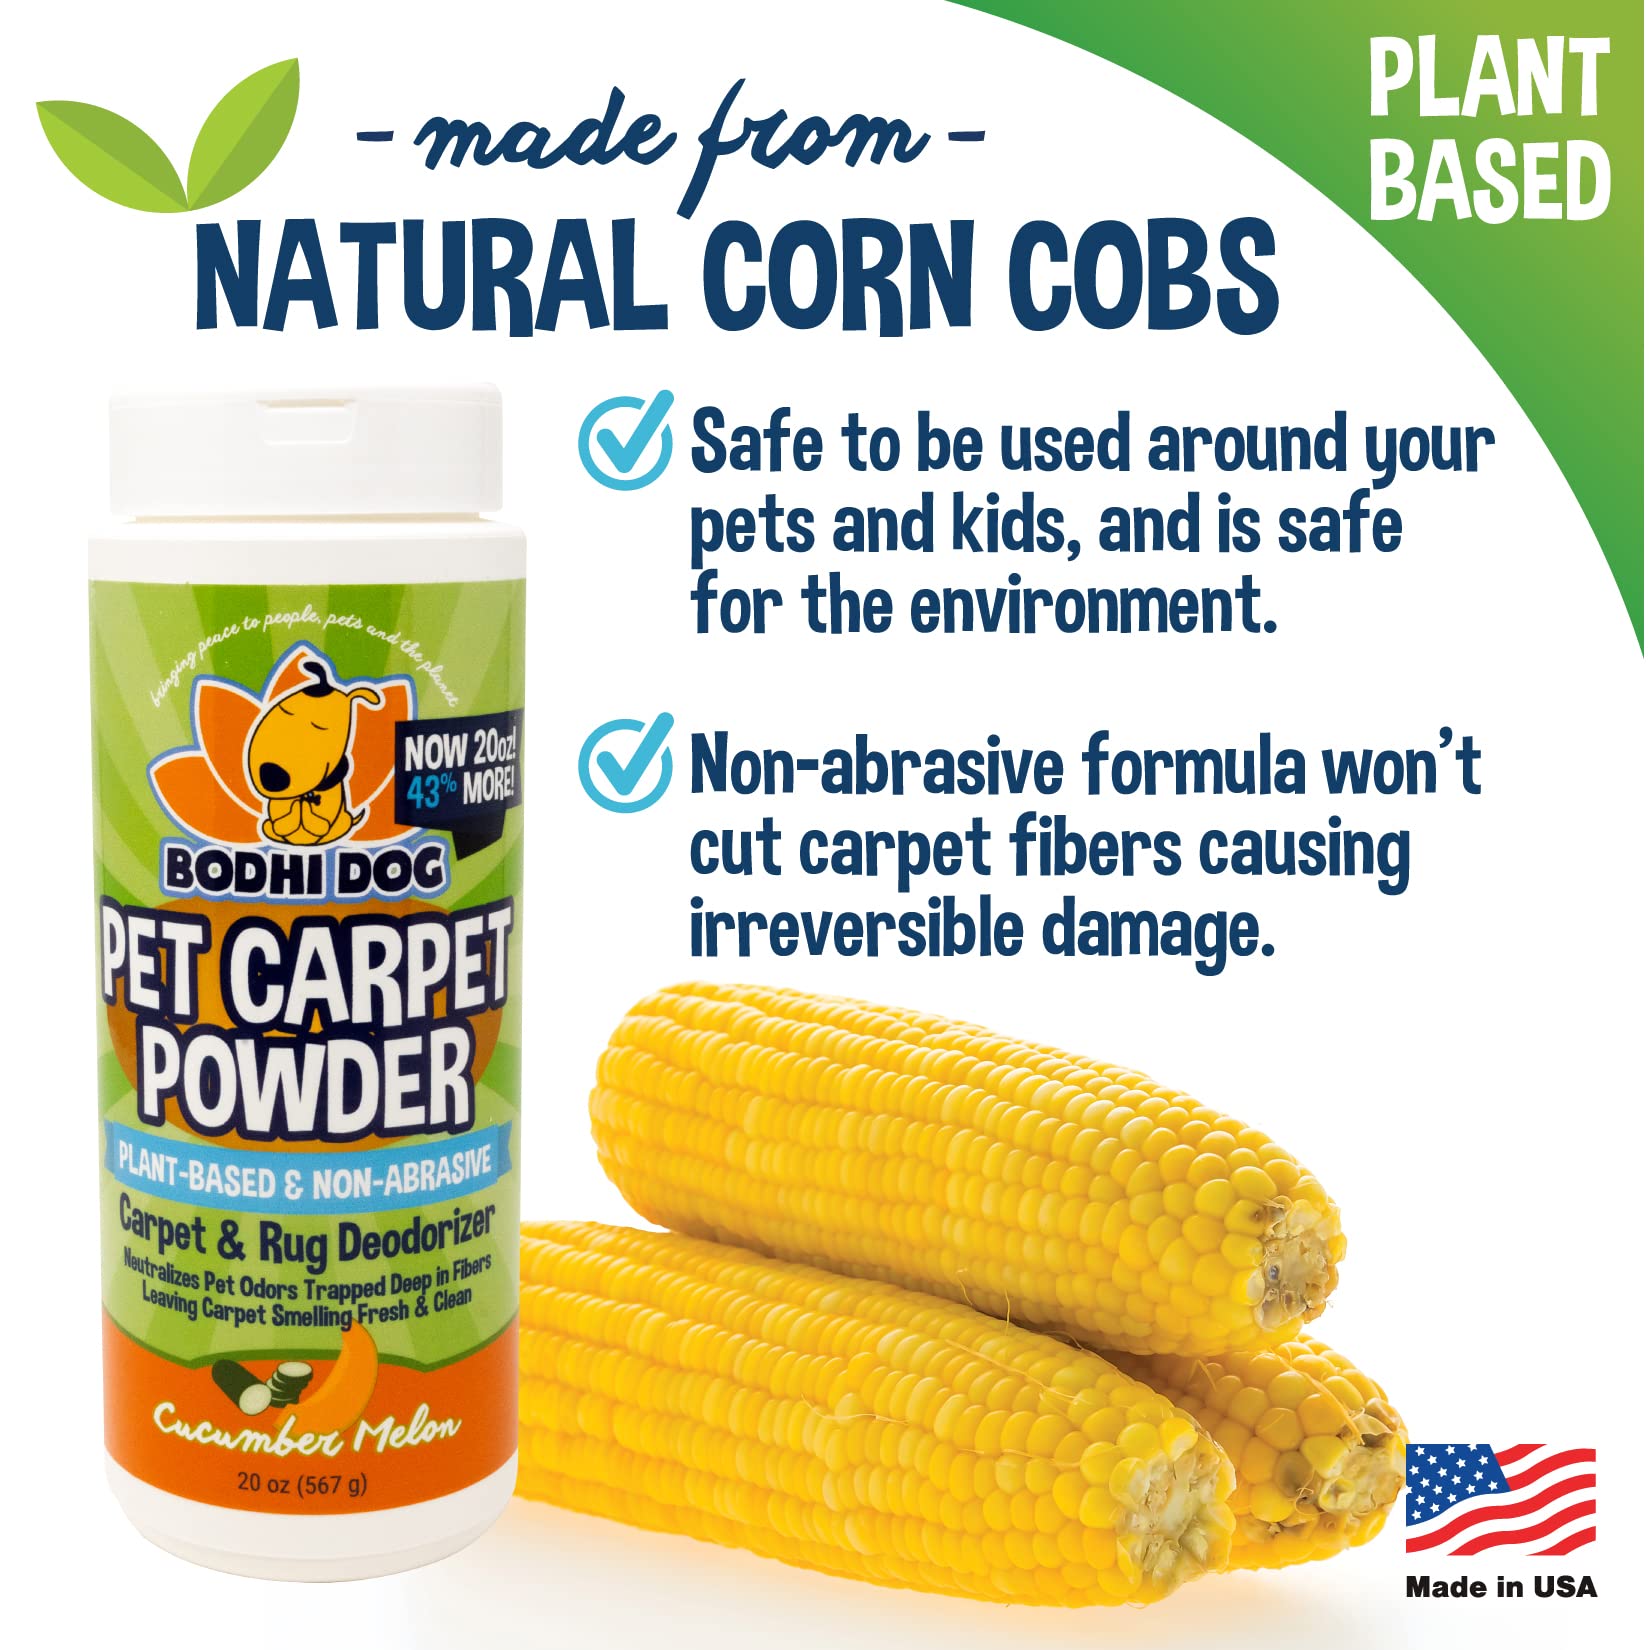 PLANT
BASED
- made from -
NATURAL CORN COBS
Safe to be used around your
pets and kids, and is safe
for the environment.
Non-abrasive formula won't
cut carpet fibers causing
irreversible damage.
bringing peace to people, pets and the planet
NOW 20oz!
43% MORE!
BODHI DOG
PET CARPET
POWDER
PLANT-BASED & NON-ABRASIVE
Carpet & Rug Deodorizer
Neutralizes Pet Odors Trapped Deep in Fibers
Leaving Carpet Smelling Fresh & Clean
Cucumber Melon
20 oz (567 g)
Made in USA